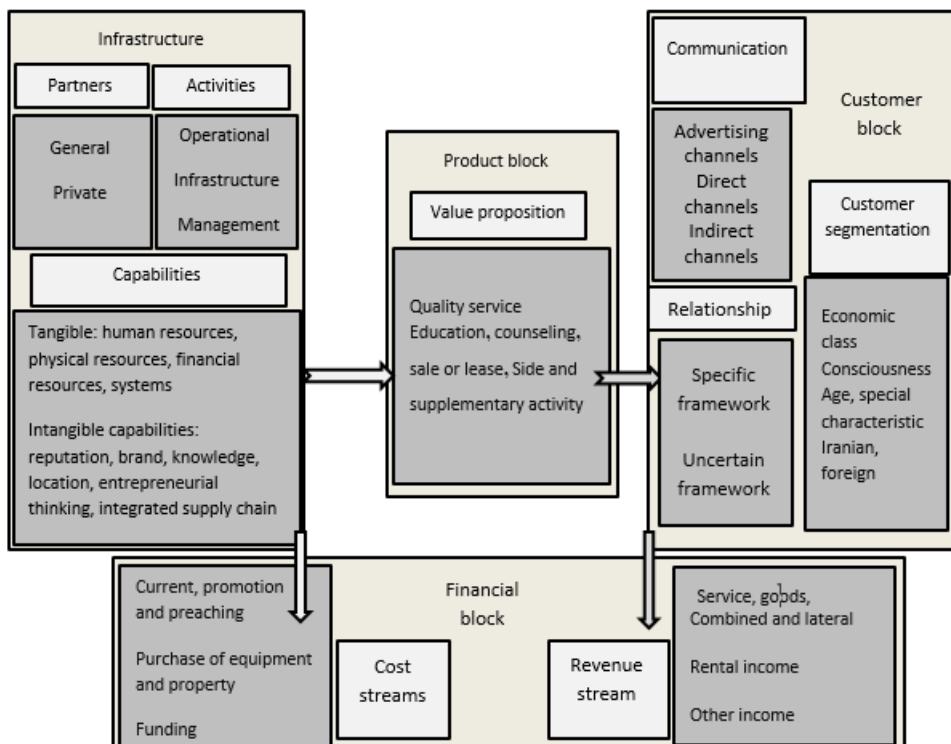 Infrastructure
Partners
Activities
General
Private
Operational
Infrastructure
Management
Capabilities
Tangible: human resources,
physical resources, financial
resources, systems
Intangible capabilities:
reputation, brand, knowledge,
location, entrepreneurial
thinking, integrated supply chain
Product block
Value proposition
Quality service
Education, counseling,
sale or lease, Side and
supplementary activity
Communication
Advertising
channels
Direct
channels
Indirect
channels
Relationship
Specific
framework
Uncertain
framework
Customer
block
Customer
segmentation
Economic
class
Consciousness
Age, special
characteristic
Iranian,
foreign
Current, promotion
and preaching
Purchase of equipment
and property
Funding
Financial
block
Cost
streams
Revenue
stream
Service, goods,
Combined and lateral
Rental income
Other income